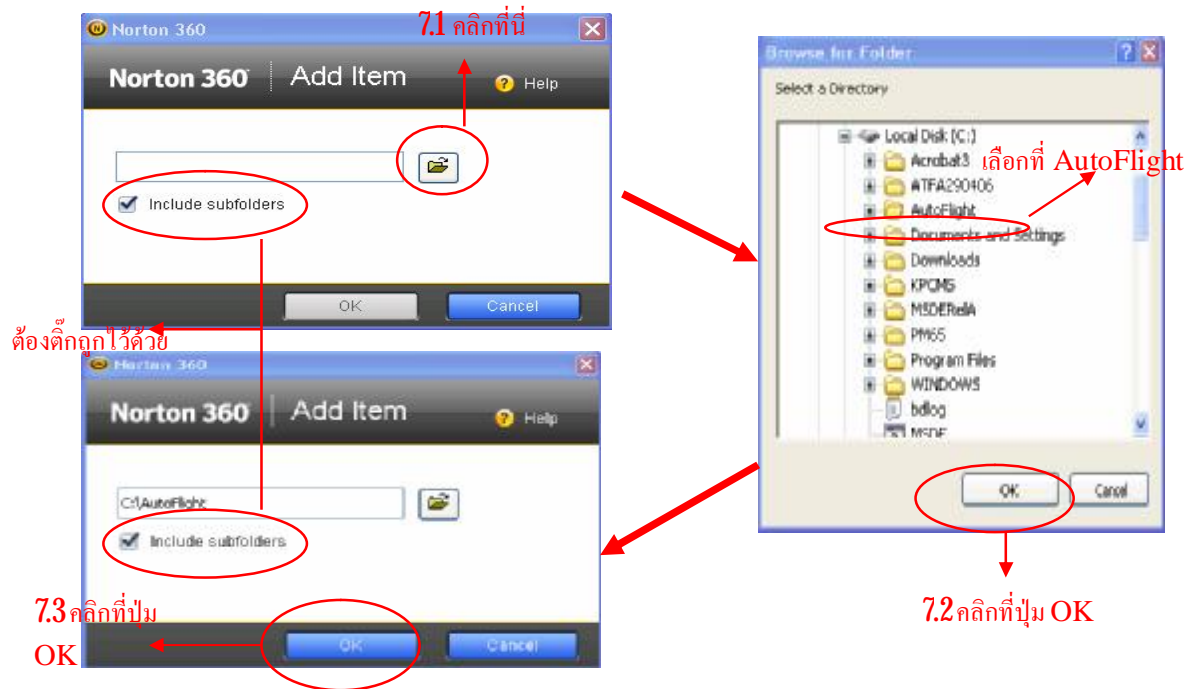 Norton 360
7.1 คลิกที่นี่
Norton 360 Add Item
Help
Include subfolders
OK Cancel
ต้องติ๊กถูกไว้ด้วย
Browse for Folder
Select a Directory
Local Disk (C:)
Acrobat3
เลือกที่ AutoFlight
ATFA290406
AutoFlight
Documents and Settings
Downloads
KPCMS
MSDERelA
PM65
Program Files
WINDOWS
bdlog
MSDE
OK Cancel
7.2 คลิกที่ปุ่ม OK
Norton 360
Norton 360 Add Item
Help
C:\AutoFlight
Include subfolders
7.3 คลิกที่ปุ่ม
OK
OK Cancel